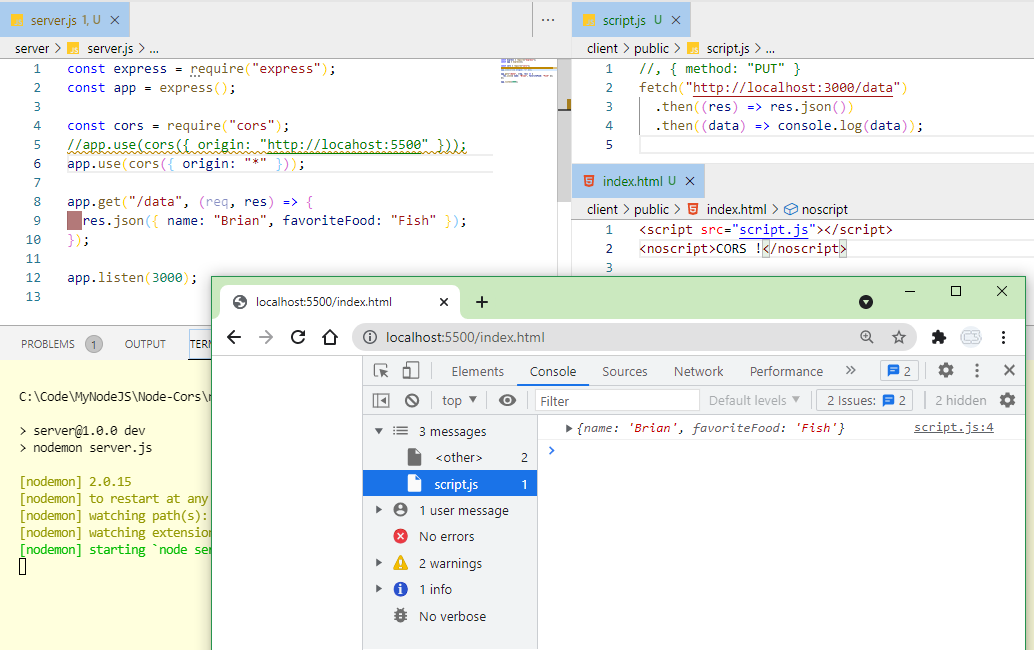 server.js 1, U
server > server.js > ...
1 const express = require("express");
2 const app = express();
3
4 const cors = require("cors");
5 //app.use(cors({ origin: "http://locahost:5500" }));
6 app.use(cors({ origin: "*" }));
7
8 app.get("/data", (req, res) => {
9 res.json({ name: "Brian", favoriteFood: "Fish" });
10 });
11
12 app.listen(3000);
13
script.js U
client > public > script.js > ...
1 //, { method: "PUT" }
2 fetch("http://localhost:3000/data")
3 .then((res) => res.json())
4 .then((data) => console.log(data));
5
index.html U
client > public > index.html > noscript
1 <script src="script.js"></script>
2 <noscript>CORS !</noscript>
3
PROBLEMS 1 OUTPUT
C:\Code\MyNodeJS\Node-Cors\
> server@1.0.0 dev
> nodemon server.js
[nodemon] 2.0.15
[nodemon] to restart at any
[nodemon] watching path(s):
[nodemon] watching
[nodemon] starting `node
localhost:5500/index.html
localhost:5500/index.html
Elements Console Sources Network Performance » 2
top Filter Default levels 2 Issues: 2 2 hidden
3 messages
<other> 2
script.js 1
1 user message
No errors
2 warnings
1 info
No verbose
{name: 'Brian', favoriteFood: 'Fish'} script.js:4